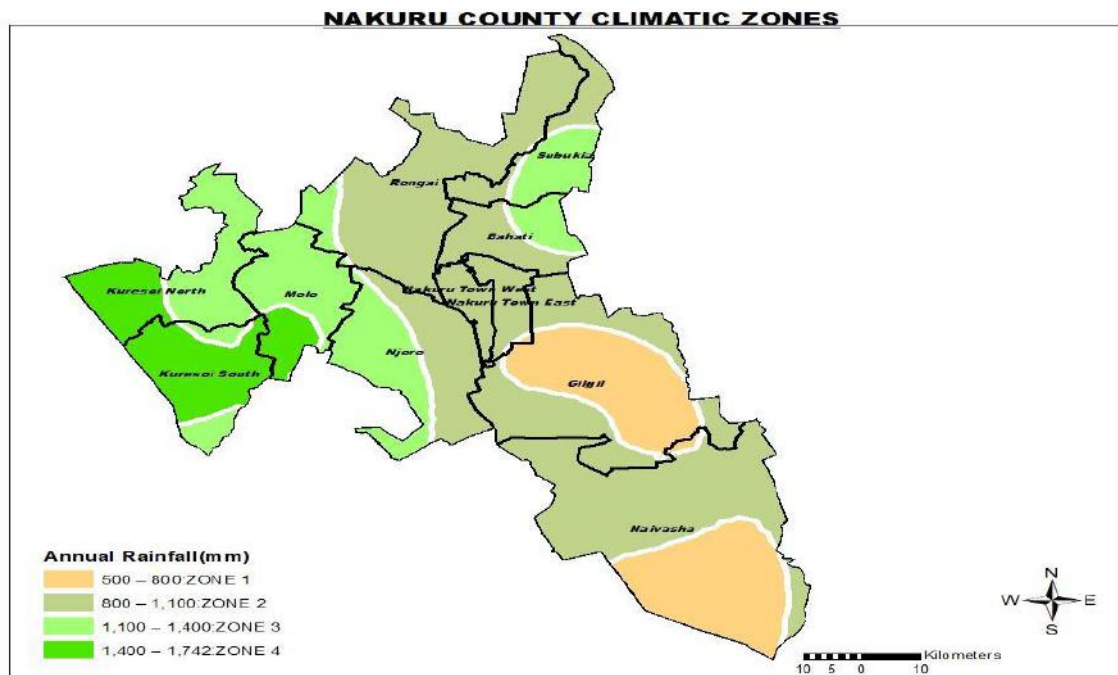 NAKURU COUNTY CLIMATIC ZONES
Subukia
Rongai
Bahati
Kuresoi North
Molo
Nakuru Town West
Nakuru Town East
Njoro
Kuresoi South
Gilgil
Naivasha
Annual Rainfall(mm)
500 – 800:ZONE 1
800 – 1,100:ZONE 2
1,100 – 1,400:ZONE 3
1,400 – 1,742:ZONE 4
N
W E
S
Kilometers
10 5 0 10